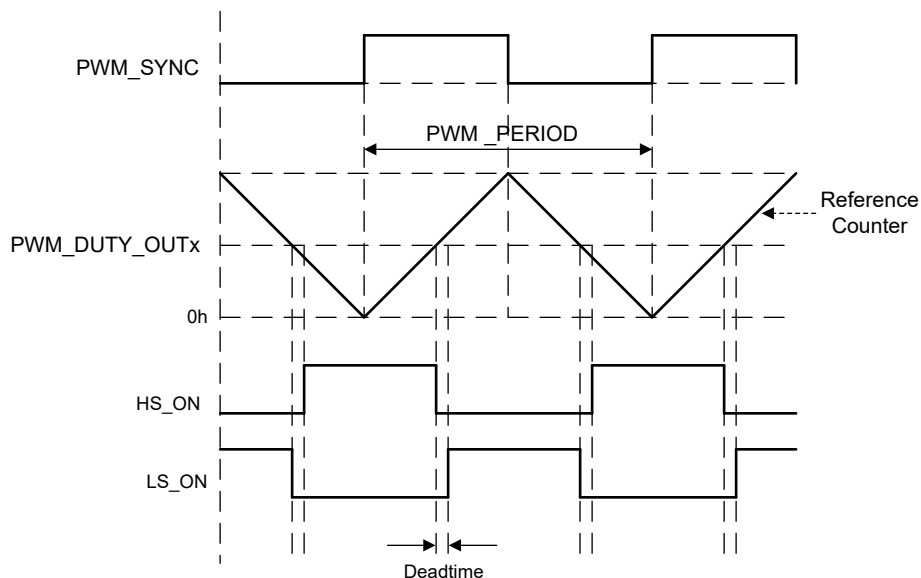 PWM_SYNC
PWM _PERIOD
Reference
Counter
PWM_DUTY_OUTx
0h
HS_ON
LS_ON
Deadtime